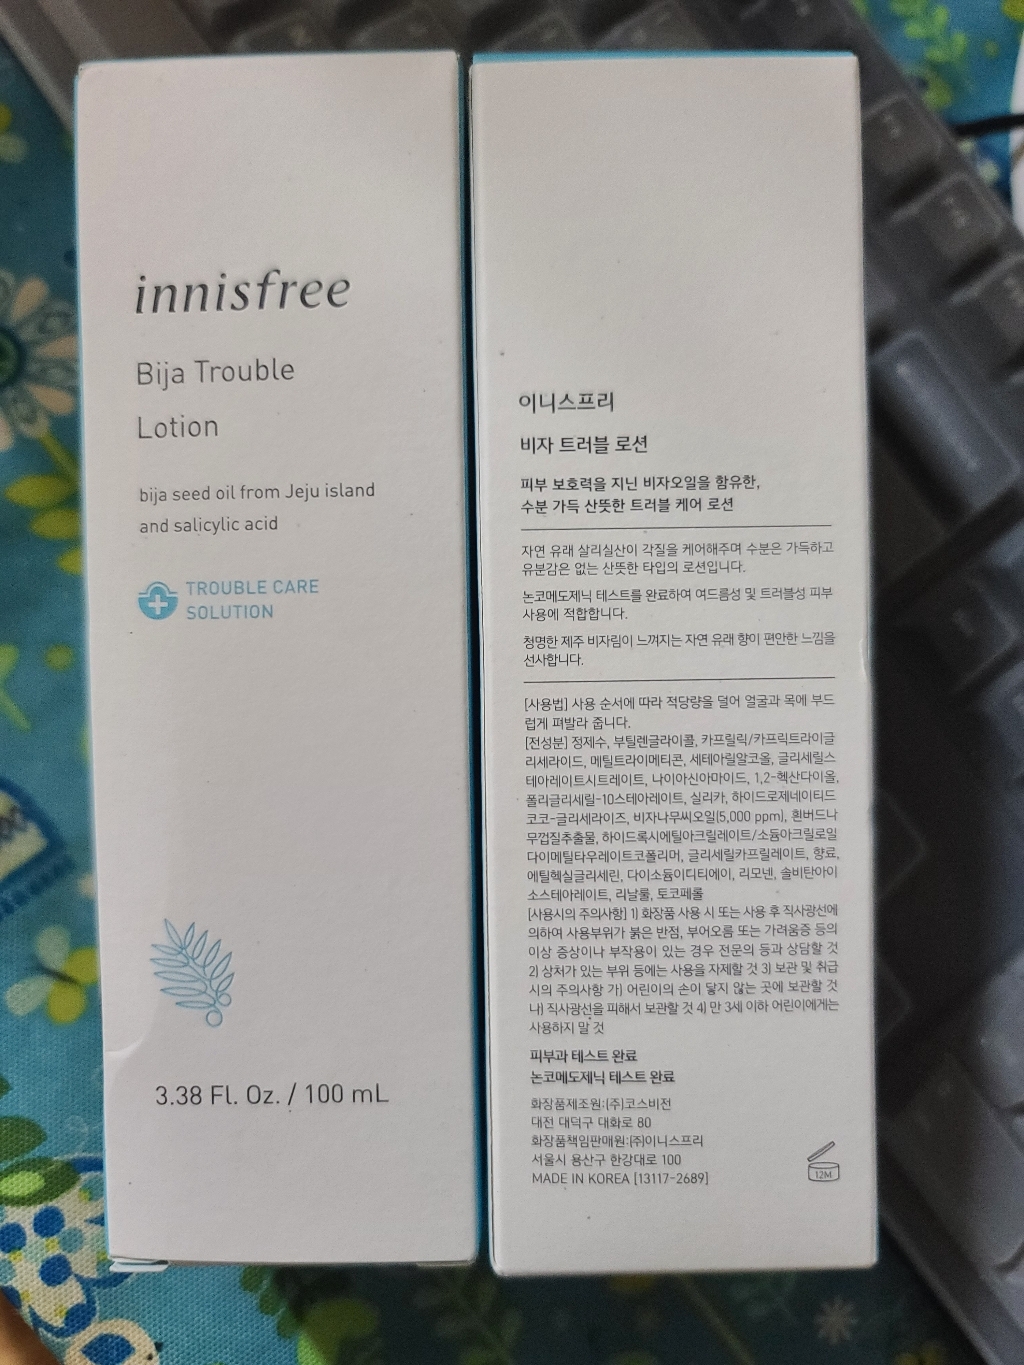 innisfree
Bija Trouble
Lotion
bija seed oil from Jeju island
and salicylic acid
TROUBLE CARE
SOLUTION
3.38 Fl. Oz. / 100 mL
이니스프리
비자 트러블 로션
피부 보호력을 지닌 비자오일을 함유한,
수분 가득 산뜻한 트러블 케어 로션
자연 유래 살리실산이 각질을 케어해주며 수분은 가득하고
유분감은 없는 산뜻한 타입의 로션입니다.
논코메도제닉 테스트를 완료하여 여드름성 및 트러블성 피부
사용에 적합합니다.
청명한 제주 비자림이 느껴지는 자연 유래 향이 편안한 느낌을
선사합니다.
[사용법] 사용 순서에 따라 적당량을 덜어 얼굴과 목에 부드
럽게 펴발라 줍니다.
[전성분] 정제수, 부틸렌글라이콜, 카프릴릭/카프릭트라이글
리세라이드, 메틸트라이메티콘, 세테아릴알코올, 글리세릴스
테아레이트시트레이트, 나이아신아마이드, 1,2-헥산다이올,
폴리글리세릴-10스테아레이트, 실리카, 하이드로제네이티드
코코-글리세라이즈, 비자나무씨오일(5,000 ppm), 흰버드나
무껍질추출물, 하이드록시에틸아크릴레이트/소듐아크릴로일
다이메틸타우레이트코폴리머, 글리세릴카프릴레이트, 향료,
에틸헥실글리세린, 다이소듐이디티에이, 리모넨, 솔비탄아이
소스테아레이트, 리날룰, 토코페롤
[사용시의 주의사항] 1) 화장품 사용 시 또는 사용 후 직사광선에
의하여 사용부위가 붉은 반점, 부어오름 또는 가려움증 등의
이상 증상이나 부작용이 있는 경우 전문의 등과 상담할 것
2) 상처가 있는 부위 등에는 사용을 자제할 것 3) 보관 및 취급
시의 주의사항 가) 어린이의 손이 닿지 않는 곳에 보관할 것
나) 직사광선을 피해서 보관할 것 4) 만 3세 이하 어린이에게는
사용하지 말 것
피부과 테스트 완료
논코메도제닉 테스트 완료
화장품제조원:(주)코스비전
대전 대덕구 대화로 80
화장품책임판매원:(주)이니스프리
서울시 용산구 한강대로 100
MADE IN KOREA [13117-2689]
12M